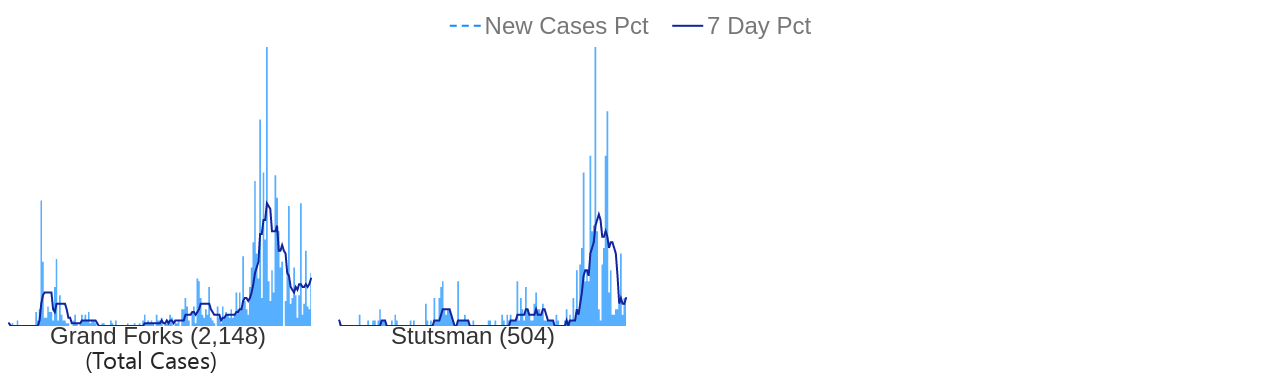 New Cases Pct 7 Day Pct
Grand Forks (2,148) Stutsman (504)
(Total Cases)